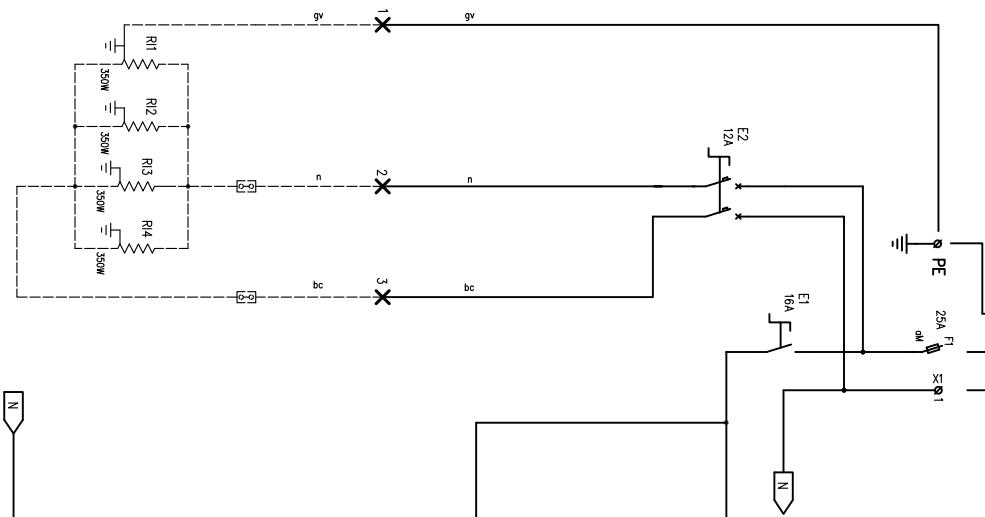 gv
1
gv
RI1
350W
RI2
350W
RI3
350W
RI4
350W
n
2
n
E2
12A
PE
bc
3
bc
E1
16A
25A
F1
aM
X1
1
N
N